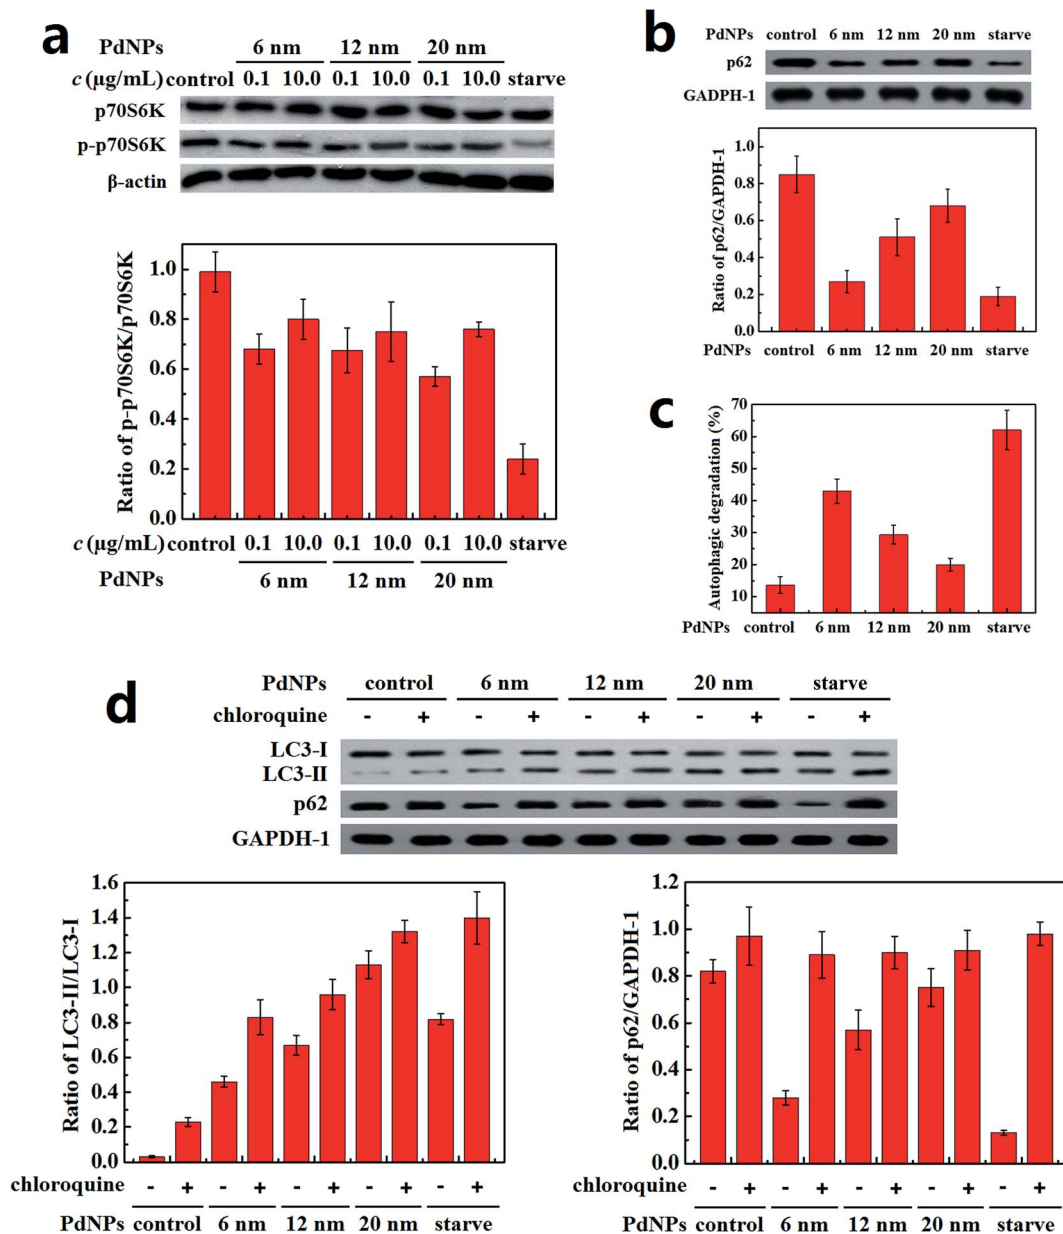 a
PdNPs 6 nm 12 nm 20 nm
c (μg/mL) control 0.1 10.0 0.1 10.0 0.1 10.0 starve
p70S6K
p-p70S6K
β-actin
Ratio of p-p70S6K/p70S6K
1.0
0.8
0.6
0.4
0.2
0.0
c (μg/mL) control 0.1 10.0 0.1 10.0 0.1 10.0 starve
PdNPs 6 nm 12 nm 20 nm
b
PdNPs control 6 nm 12 nm 20 nm starve
p62
GADPH-1
Ratio of p62/GAPDH-1
1.0
0.8
0.6
0.4
0.2
0.0
PdNPs control 6 nm 12 nm 20 nm starve
c
Autophagic degradation (%)
70
60
50
40
30
20
10
PdNPs control 6 nm 12 nm 20 nm starve
d
PdNPs control 6 nm 12 nm 20 nm starve
chloroquine - + - + - + - + - +
LC3-I
LC3-II
p62
GAPDH-1
Ratio of LC3-II/LC3-I
1.6
1.4
1.2
1.0
0.8
0.6
0.4
0.2
0.0
chloroquine - + - + - + - + - +
PdNPs control 6 nm 12 nm 20 nm starve
Ratio of p62/GAPDH-1
1.2
1.0
0.8
0.6
0.4
0.2
0.0
chloroquine - + - + - + - + - +
PdNPs control 6 nm 12 nm 20 nm starve